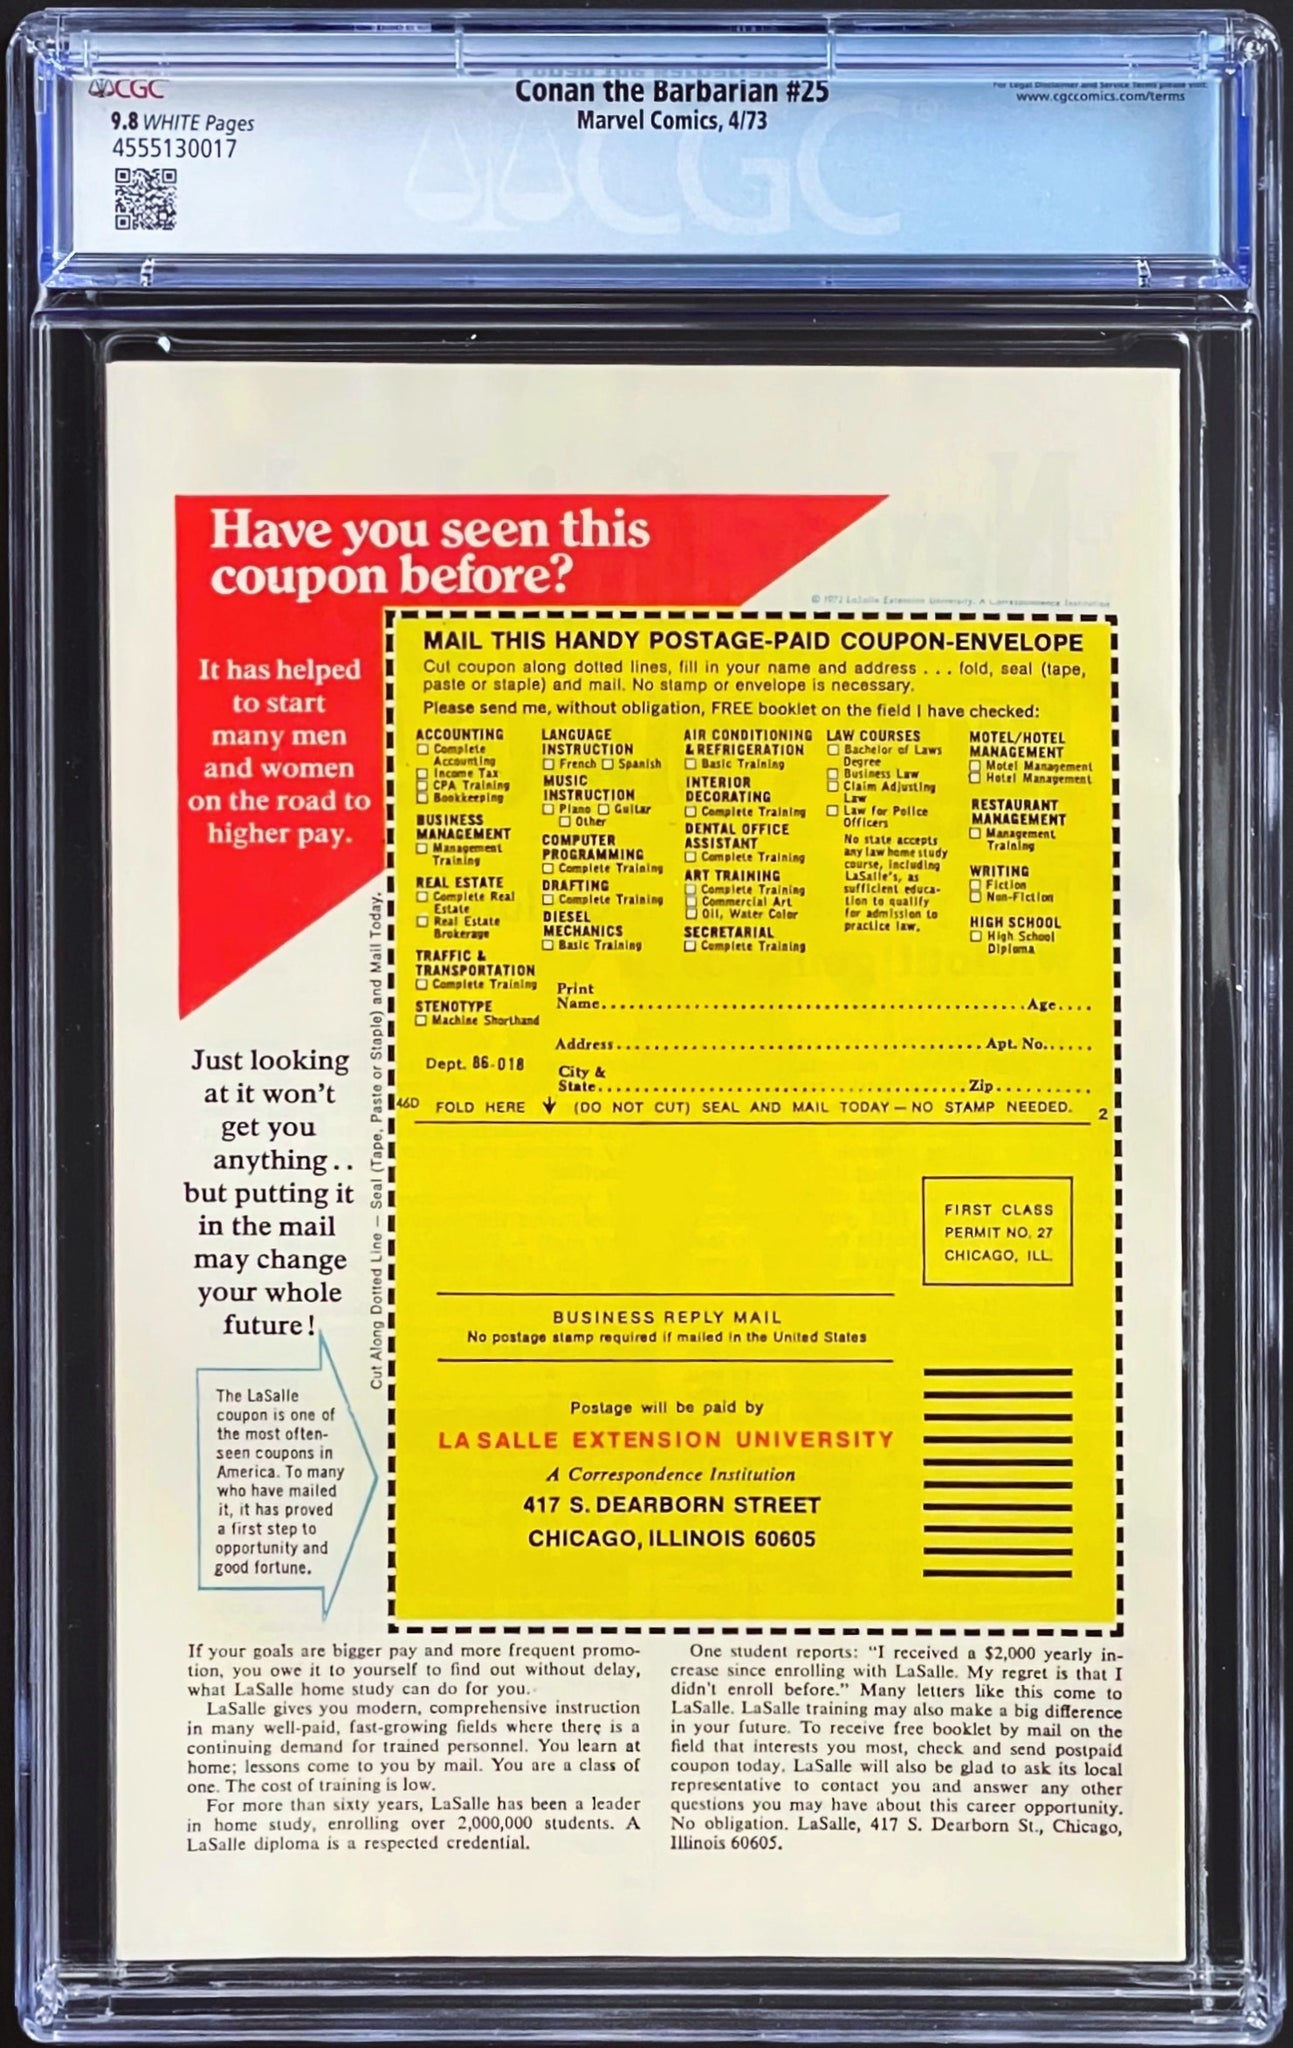 CGC
9.8 WHITE Pages
4555130017
Conan the Barbarian #25
Marvel Comics, 4/73
For Legal Disclaimer and Service Terms please visit:
www.cgccomics.com/terms
CGC
Have you seen this
coupon before?
It has helped
to start
many men
and women
on the road to
higher pay.
Just looking
at it won't
get you
anything..
but putting it
in the mail
may change
your whole
future!
The LaSalle
coupon is one of
the most often-
seen coupons in
America. To many
who have mailed
it, it has proved
a first step to
opportunity and
good fortune.
Cut Along Dotted Line — Seal (Tape, Paste or Staple) and Mail Today.
© 1972 LaSalle Extension University. A Correspondence Institution
MAIL THIS HANDY POSTAGE-PAID COUPON-ENVELOPE
Cut coupon along dotted lines, fill in your name and address . . . fold, seal (tape,
paste or staple) and mail. No stamp or envelope is necessary.
Please send me, without obligation, FREE booklet on the field I have checked:
ACCOUNTING
Complete
Accounting
Income Tax
CPA Training
Bookkeeping
BUSINESS
MANAGEMENT
Management
Training
REAL ESTATE
Complete Real
Estate
Real Estate
Brokerage
TRAFFIC &
TRANSPORTATION
Complete Training
STENOTYPE
Machine Shorthand
LANGUAGE
INSTRUCTION
French Spanish
MUSIC
INSTRUCTION
Piano Guitar
Other
COMPUTER
PROGRAMMING
Complete Training
DRAFTING
Complete Training
DIESEL
MECHANICS
Basic Training
AIR CONDITIONING
& REFRIGERATION
Basic Training
INTERIOR
DECORATING
Complete Training
DENTAL OFFICE
ASSISTANT
Complete Training
ART TRAINING
Complete Training
Commercial Art
Oil, Water Color
SECRETARIAL
Complete Training
LAW COURSES
Bachelor of Laws
Degree
Business Law
Claim Adjusting
Law
Law for Police
Officers
No state accepts
any law home study
course, including
LaSalle's, as
sufficient educa-
tion to qualify
for admission to
practice law.
MOTEL/HOTEL
MANAGEMENT
Motel Management
Hotel Management
RESTAURANT
MANAGEMENT
Management
Training
WRITING
Fiction
Non-Fiction
HIGH SCHOOL
High School
Diploma
Print
Name.....Age....
Address.....Apt. No......
Dept. 86-018
City &
State.....Zip..........
46D FOLD HERE ↓ (DO NOT CUT) SEAL AND MAIL TODAY — NO STAMP NEEDED. 2
FIRST CLASS
PERMIT NO. 27
CHICAGO, ILL.
BUSINESS REPLY MAIL
No postage stamp required if mailed in the United States
Postage will be paid by
LA SALLE EXTENSION UNIVERSITY
A Correspondence Institution
417 S. DEARBORN STREET
CHICAGO, ILLINOIS 60605
If your goals are bigger pay and more frequent promo-
tion, you owe it to yourself to find out without delay,
what LaSalle home study can do for you.
LaSalle gives you modern, comprehensive instruction
in many well-paid, fast-growing fields where there is a
continuing demand for trained personnel. You learn at
home; lessons come to you by mail. You are a class of
one. The cost of training is low.
For more than sixty years, LaSalle has been a leader
in home study, enrolling over 2,000,000 students. A
LaSalle diploma is a respected credential.
One student reports: "I received a $2,000 yearly in-
crease since enrolling with LaSalle. My regret is that I
didn't enroll before." Many letters like this come to
LaSalle. LaSalle training may also make a big difference
in your future. To receive free booklet by mail on the
field that interests you most, check and send postpaid
coupon today. LaSalle will also be glad to ask its local
representative to contact you and answer any other
questions you may have about this career opportunity.
No obligation. LaSalle, 417 S. Dearborn St., Chicago,
Illinois 60605.